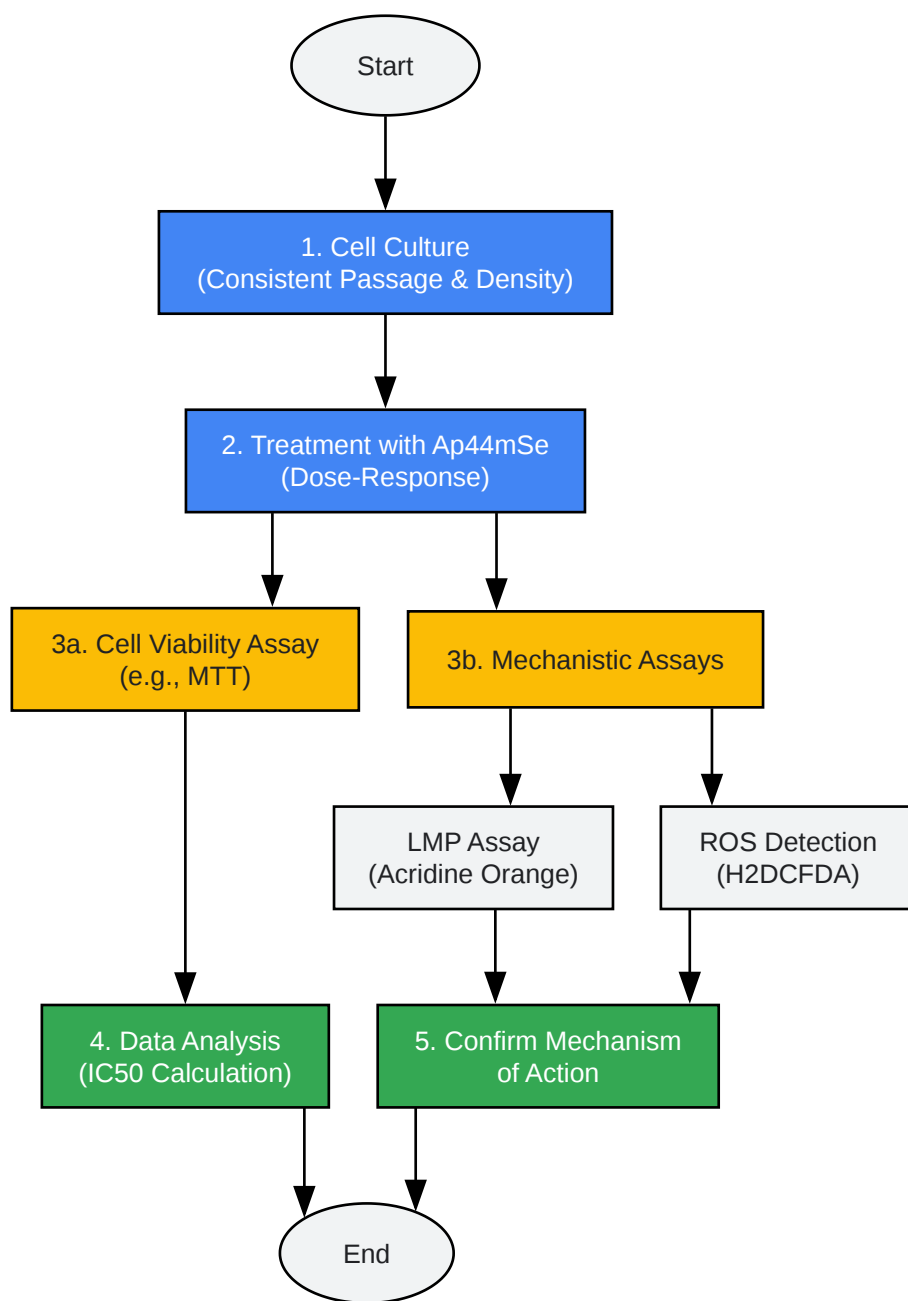 Start
1. Cell Culture
(Consistent Passage & Density)
2. Treatment with Ap44mSe
(Dose-Response)
3a. Cell Viability Assay
(e.g., MTT)
3b. Mechanistic Assays
LMP Assay
(Acridine Orange)
ROS Detection
(H2DCFDA)
4. Data Analysis
(IC50 Calculation)
5. Confirm Mechanism
of Action
End